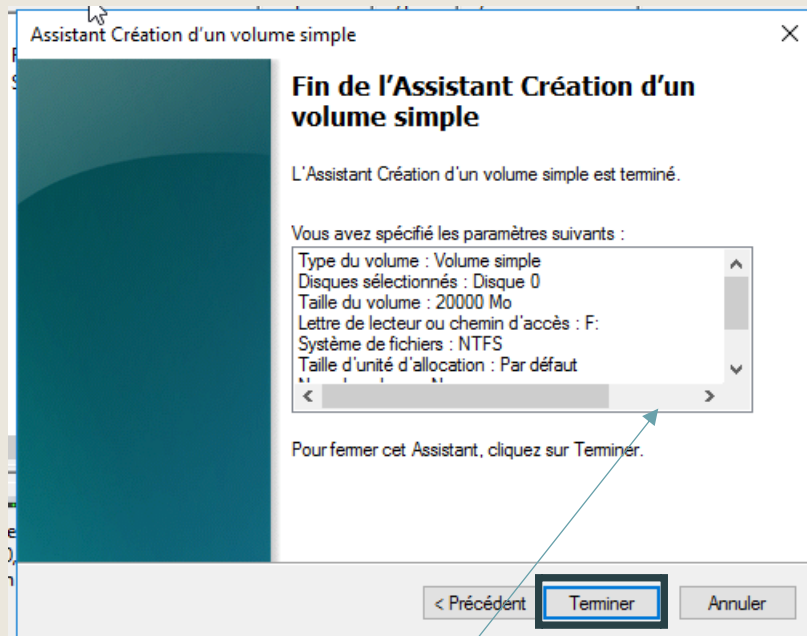 Assistant Création d'un volume simple
Fin de l'Assistant Création d'un
volume simple
L'Assistant Création d'un volume simple est terminé.
Vous avez spécifié les paramètres suivants :
Type du volume : Volume simple
Disques sélectionnés : Disque 0
Taille du volume : 20000 Mo
Lettre de lecteur ou chemin d'accès : F:
Système de fichiers : NTFS
Taille d'unité d'allocation : Par défaut
Pour fermer cet Assistant, cliquez sur Terminer.
< Précédent Terminer Annuler